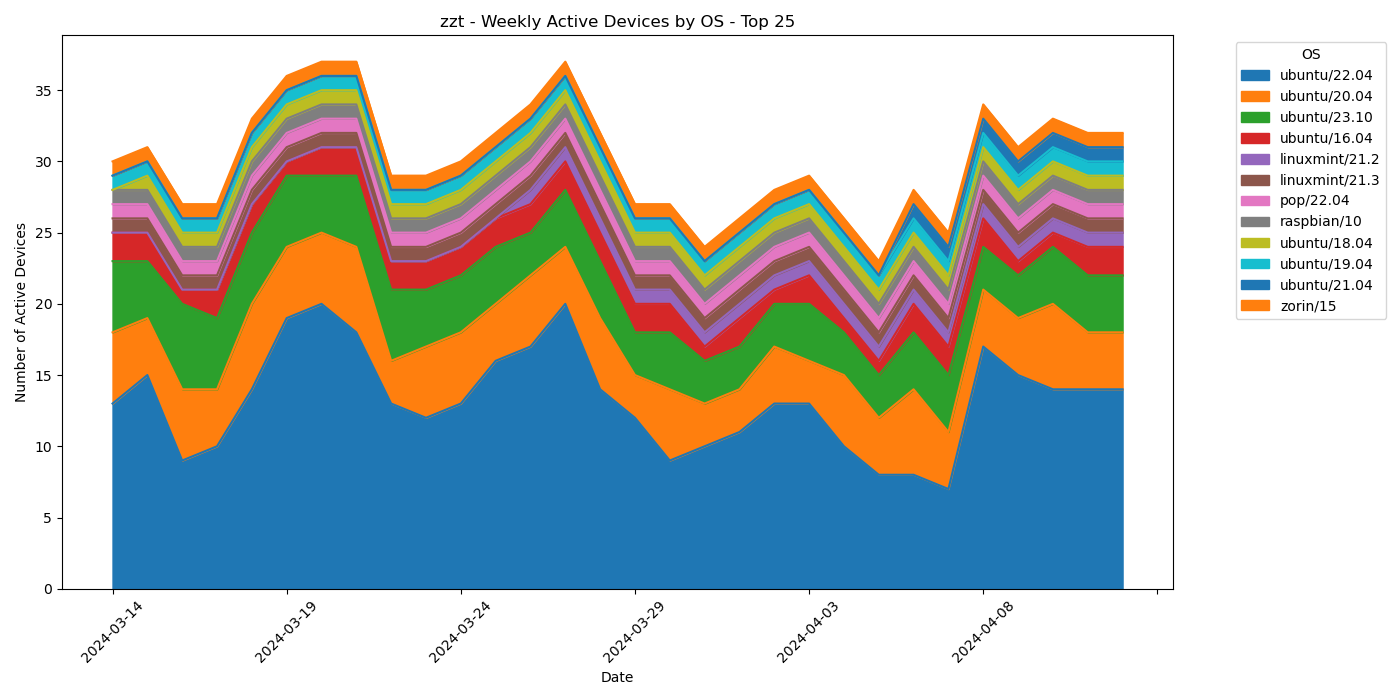 zzt - Weekly Active Devices by OS - Top 25
Number of Active Devices
35
30
25
20
15
10
5
0
2024-03-14
2024-03-19
2024-03-24
2024-03-29
2024-04-03
2024-04-08
Date
OS
ubuntu/22.04
ubuntu/20.04
ubuntu/23.10
ubuntu/16.04
linuxmint/21.2
linuxmint/21.3
pop/22.04
raspbian/10
ubuntu/18.04
ubuntu/19.04
ubuntu/21.04
zorin/15